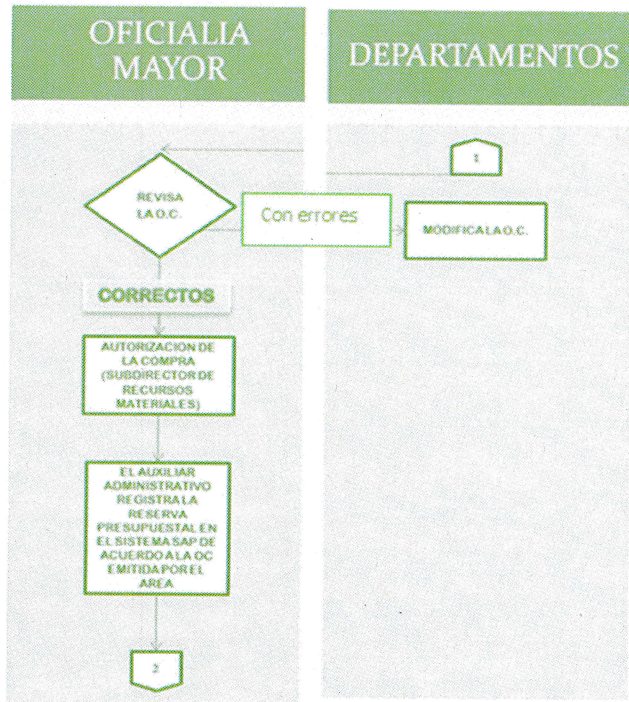 OFICIALIA
MAYOR
DEPARTAMENTOS
1
REVISA
LA O.C.
Con errores
MODIFICA LA O.C.
CORRECTOS
AUTORIZACION DE
LA COMPRA
(SUBDIRECTOR DE
RECURSOS
MATERIALES)
EL AUXILIAR
ADMINISTRATIVO
REGISTRA LA
RESERVA
PRESUPUESTAL EN
EL SISTEMA SAP DE
ACUERDO A LA OC
EMITIDA POR EL
AREA
2